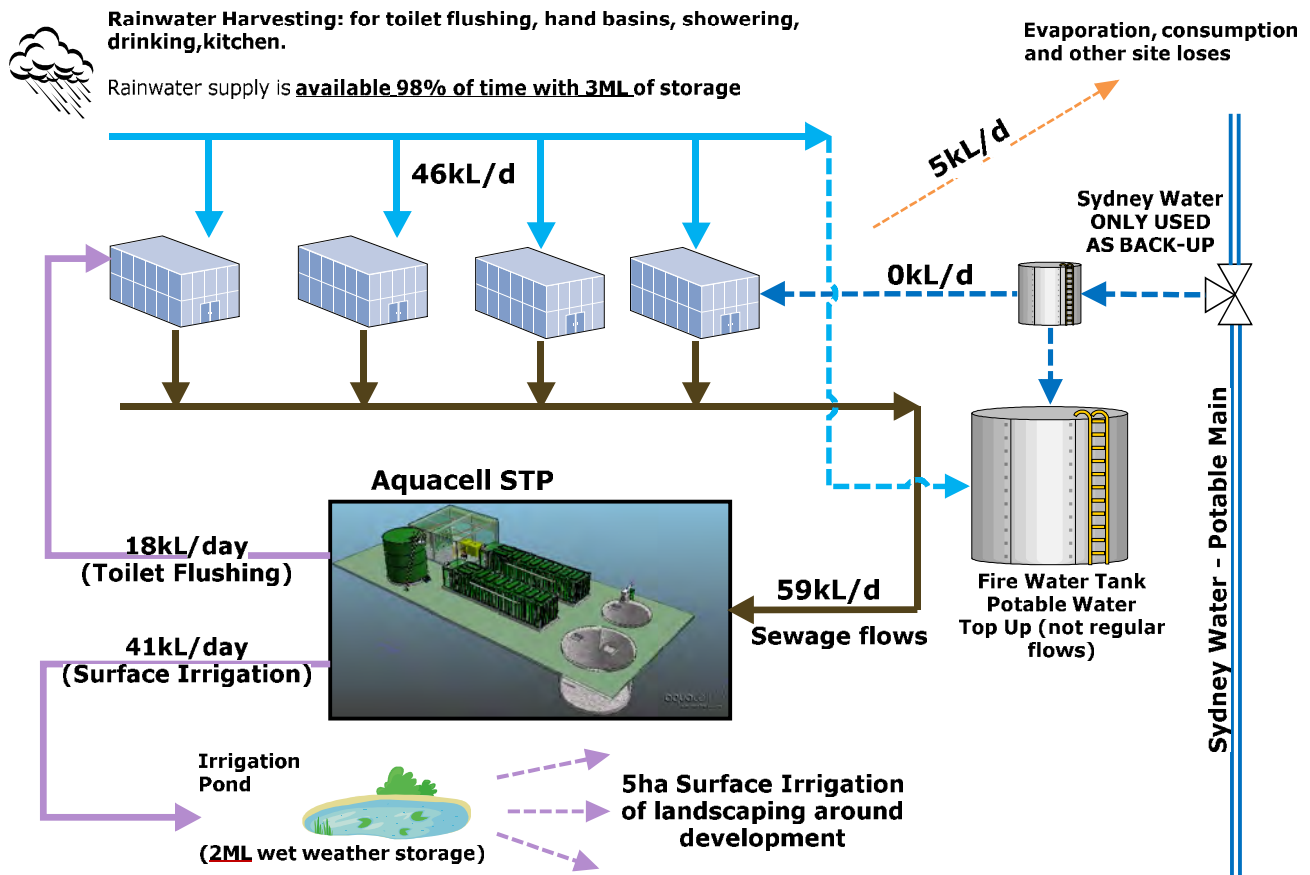 Rainwater Harvesting: for toilet flushing, hand basins, showering,
drinking,kitchen.
Rainwater supply is available 98% of time with 3ML of storage
Evaporation, consumption
and other site loses
5kL/d
46kL/d
Sydney Water
ONLY USED
AS BACK-UP
0kL/d
Sydney Water - Potable Main
Aquacell STP
18kL/day
(Toilet Flushing)
59kL/d
Sewage flows
Fire Water Tank
Potable Water
Top Up (not regular
flows)
41kL/day
(Surface Irrigation)
Irrigation
Pond
(2ML wet weather storage)
5ha Surface Irrigation
of landscaping around
development